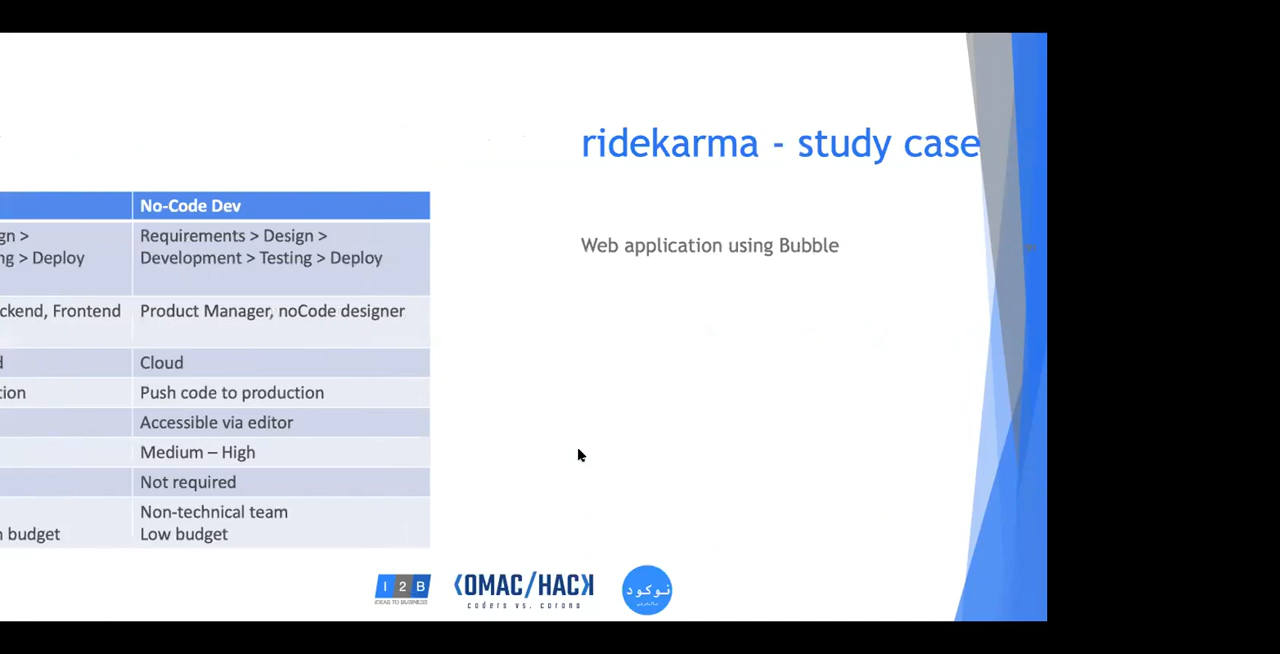 ridekarma - study case
No-Code Dev
gn >
ng > Deploy
Requirements > Design >
Development > Testing > Deploy
ckend, Frontend
Product Manager, noCode designer
d
Cloud
tion
Push code to production
Accessible via editor
Medium – High
Not required
budget
Non-technical team
Low budget
Web application using Bubble
I 2 B
IDEAS TO BUSINESS
KOMAC/HACK
coders vs. corona
نوكود